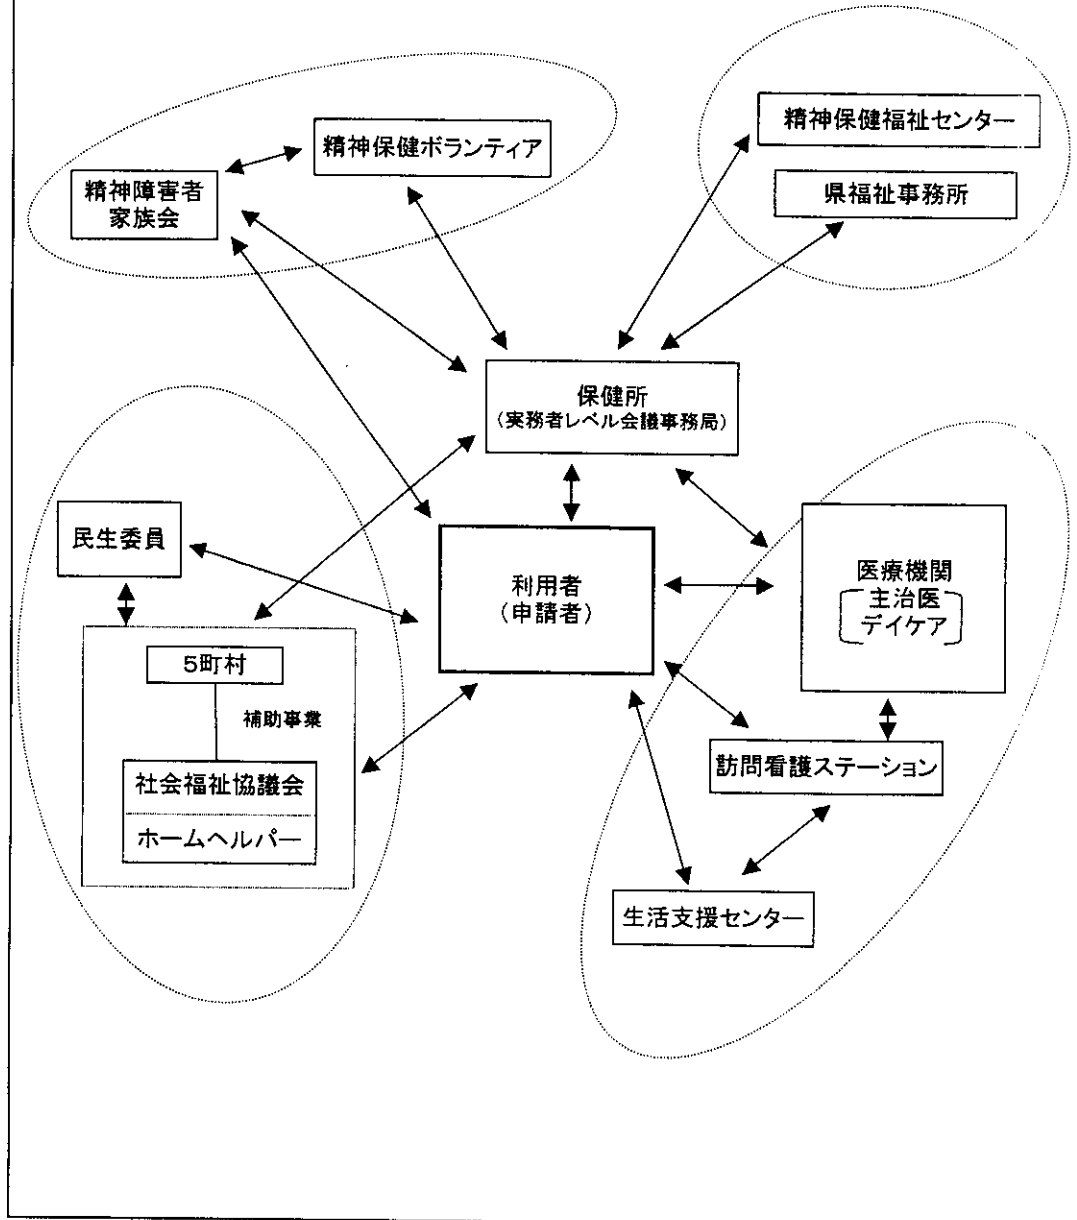 精神保健福祉センター
精神保健ボランティア
県福祉事務所
精神障害者
家族会
保健所
（実務者レベル会議事務局）
民生委員
利用者
（申請者）
医療機関
主治医
デイケア
5町村
補助事業
訪問看護ステーション
社会福祉協議会
ホームヘルパー
生活支援センター